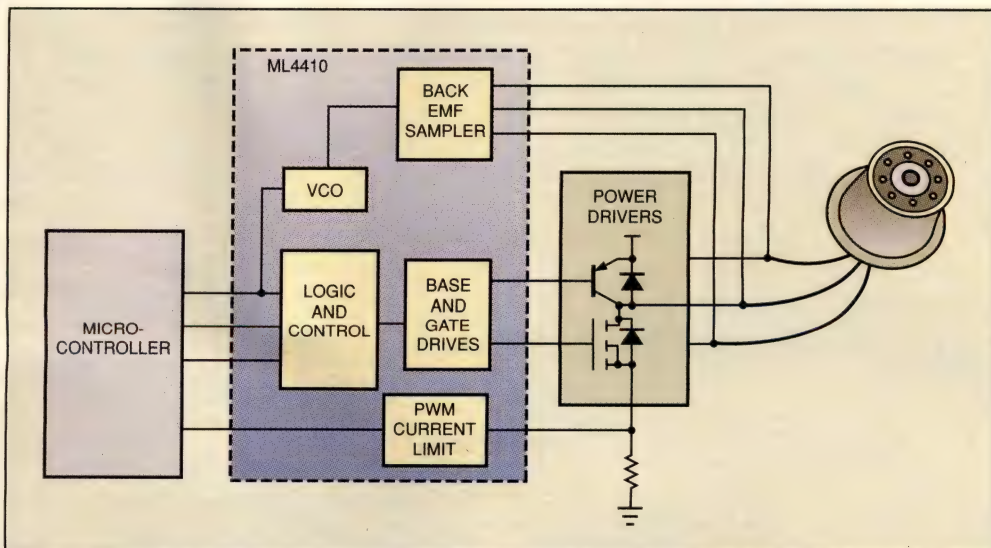 ML4410
BACK
EMF
SAMPLER
VCO
POWER
DRIVERS
MICRO-
CONTROLLER
LOGIC
AND
CONTROL
BASE
AND
GATE
DRIVES
PWM
CURRENT
LIMIT